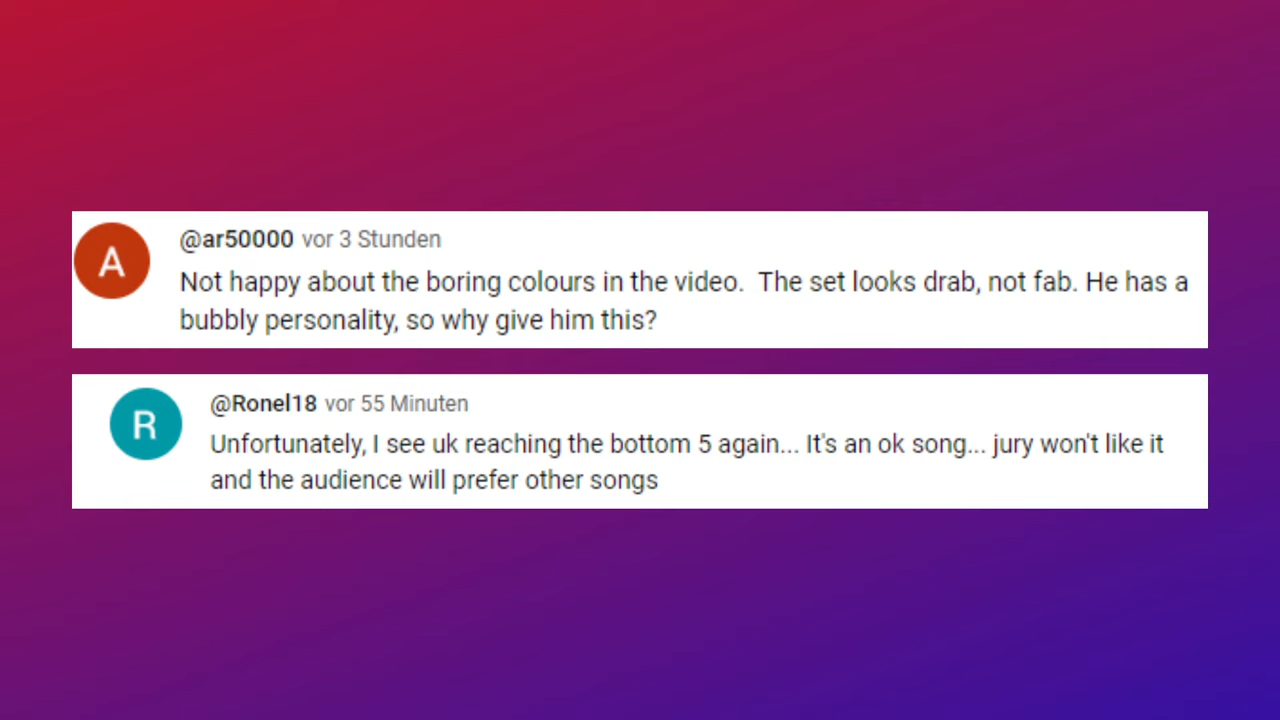 A
@ar50000 vor 3 Stunden
Not happy about the boring colours in the video.  The set looks drab, not fab. He has a
bubbly personality, so why give him this?
R
@Ronel18 vor 55 Minuten
Unfortunately, I see uk reaching the bottom 5 again... It's an ok song... jury won't like it
and the audience will prefer other songs